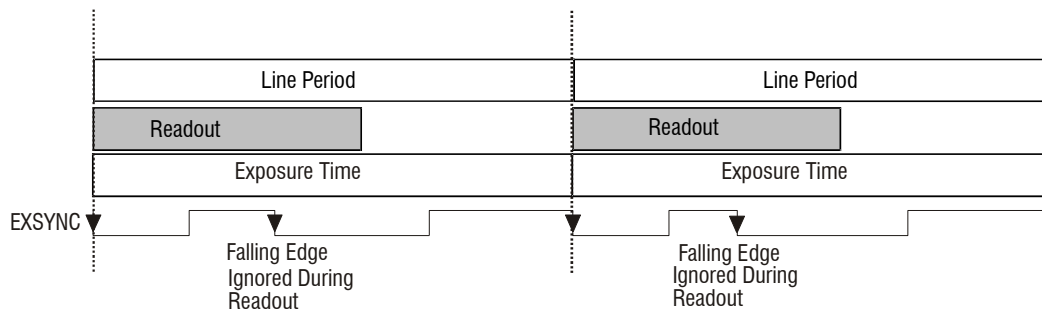 Line Period
Line Period
Readout
Readout
Exposure Time
Exposure Time
EXSYNC
Falling Edge
Ignored During
Readout
Falling Edge
Ignored During
Readout